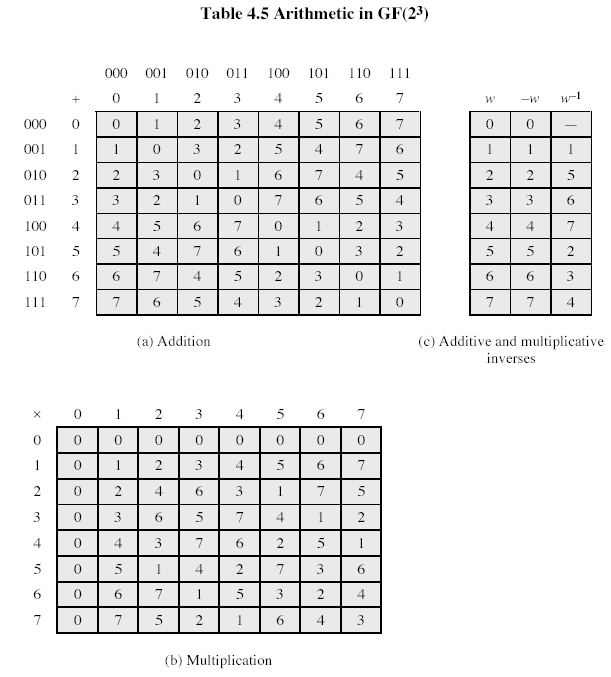 Table 4.5 Arithmetic in GF(2³)
000 001 010 011 100 101 110 111
+ 0 1 2 3 4 5 6 7
000 0 0 1 2 3 4 5 6 7
001 1 1 0 3 2 5 4 7 6
010 2 2 3 0 1 6 7 4 5
011 3 3 2 1 0 7 6 5 4
100 4 4 5 6 7 0 1 2 3
101 5 5 4 7 6 1 0 3 2
110 6 6 7 4 5 2 3 0 1
111 7 7 6 5 4 3 2 1 0
(a) Addition
w −w w⁻¹
0 0 —
1 1 1
2 2 5
3 3 6
4 4 7
5 5 2
6 6 3
7 7 4
(c) Additive and multiplicative
inverses
× 0 1 2 3 4 5 6 7
0 0 0 0 0 0 0 0 0
1 0 1 2 3 4 5 6 7
2 0 2 4 6 3 1 7 5
3 0 3 6 5 7 4 1 2
4 0 4 3 7 6 2 5 1
5 0 5 1 4 2 7 3 6
6 0 6 7 1 5 3 2 4
7 0 7 5 2 1 6 4 3
(b) Multiplication